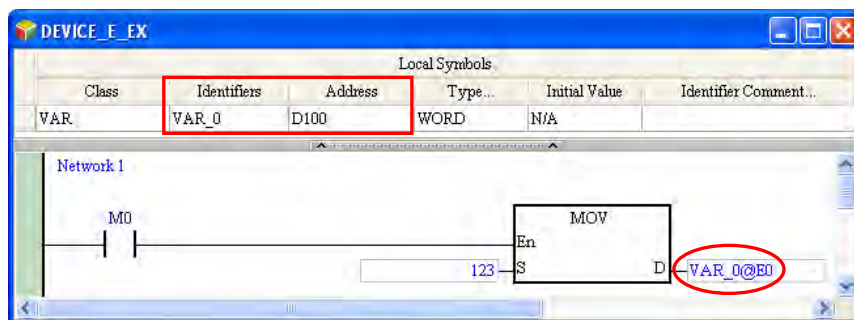 DEVICE_E_EX
Local Symbols
Class Identifiers Address Type... Initial Value Identifier Comment...
VAR VAR_0 D100 WORD N/A
Network 1
M0 MOV
En
123 S D VAR_0@E0